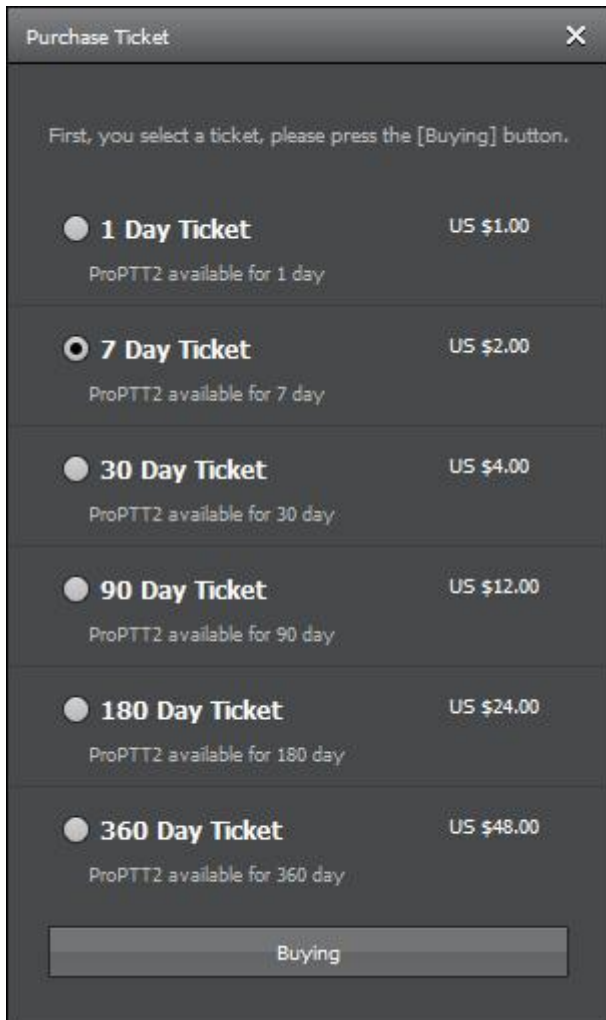 Purchase Ticket
First, you select a ticket, please press the [Buying] button.
1 Day Ticket US $1.00
ProPTT2 available for 1 day
7 Day Ticket US $2.00
ProPTT2 available for 7 day
30 Day Ticket US $4.00
ProPTT2 available for 30 day
90 Day Ticket US $12.00
ProPTT2 available for 90 day
180 Day Ticket US $24.00
ProPTT2 available for 180 day
360 Day Ticket US $48.00
ProPTT2 available for 360 day
Buying